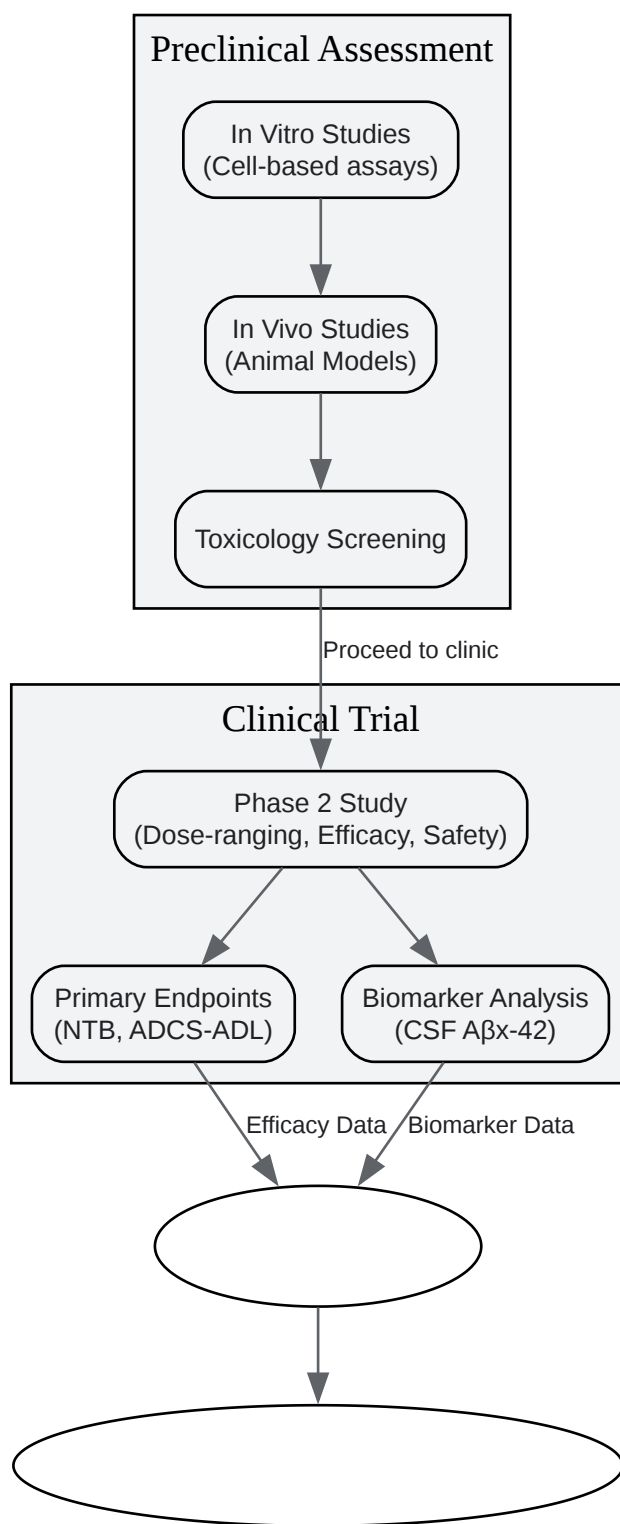 Preclinical Assessment
In Vitro Studies
(Cell-based assays)
In Vivo Studies
(Animal Models)
Toxicology Screening
Proceed to clinic
Clinical Trial
Phase 2 Study
(Dose-ranging, Efficacy, Safety)
Primary Endpoints
(NTB, ADCS-ADL)
Biomarker Analysis
(CSF Aβx-42)
Efficacy Data
Biomarker Data